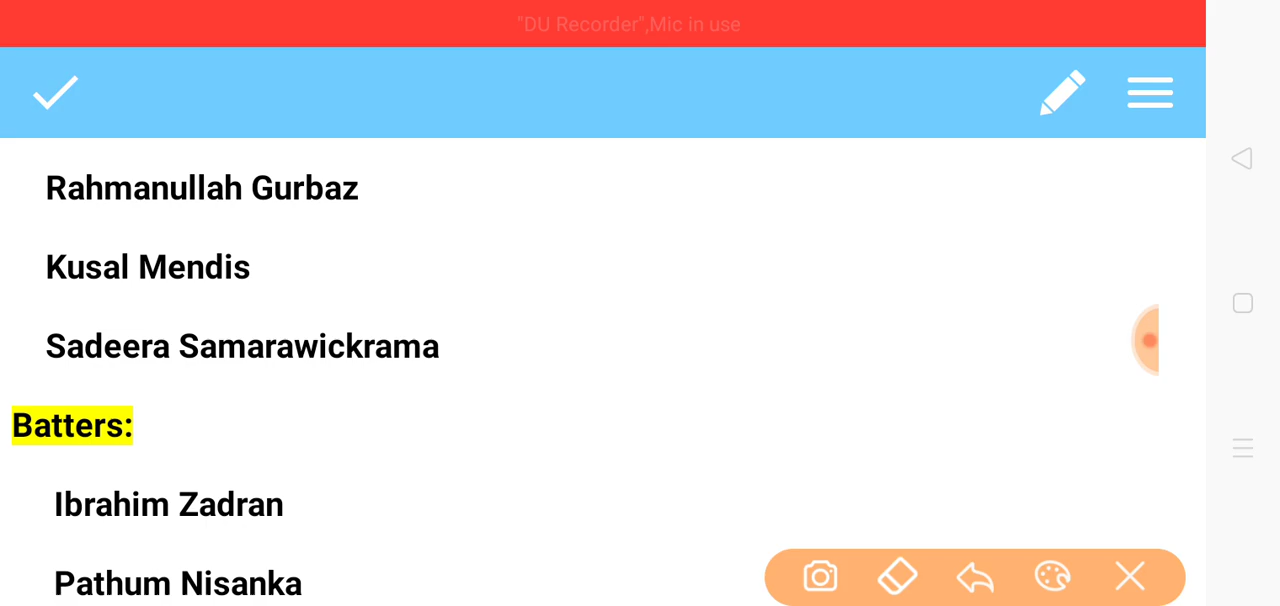 "DU Recorder",Mic in use
Rahmanullah Gurbaz
Kusal Mendis
Sadeera Samarawickrama
Batters:
Ibrahim Zadran
Pathum Nisanka